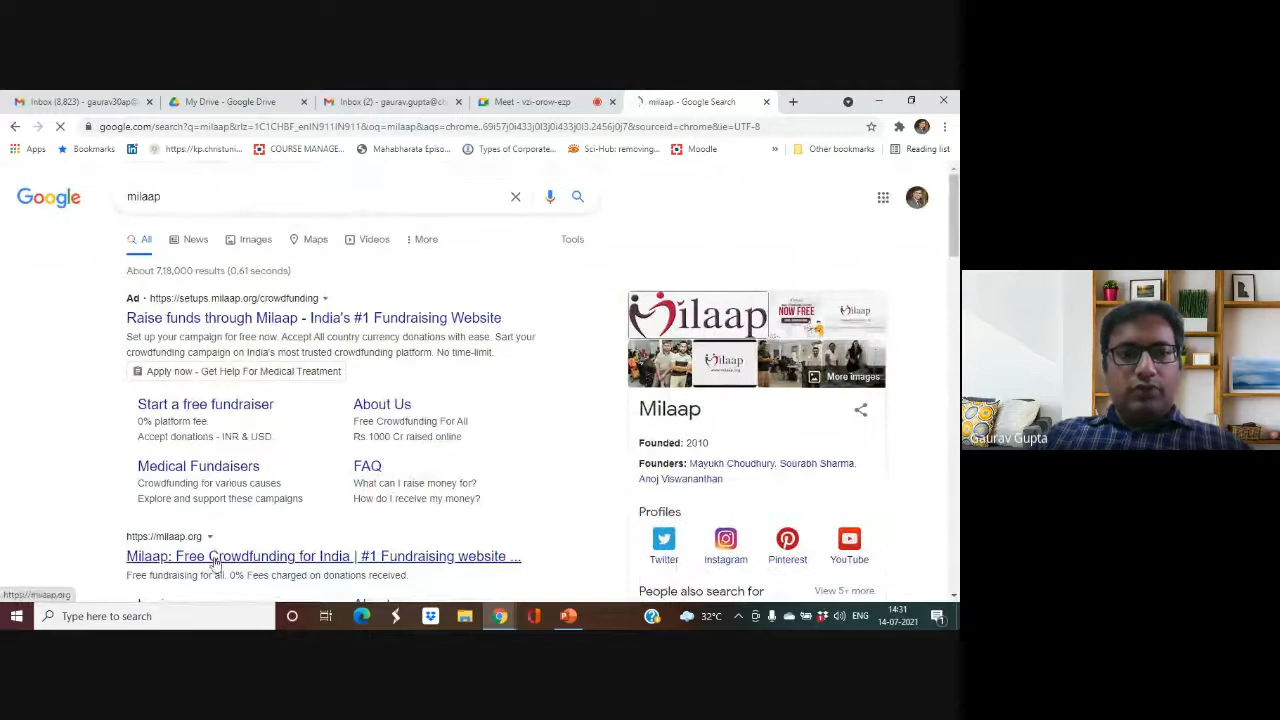 Inbox (8,823) - gaurav30ap@
My Drive - Google Drive
Inbox (2) - gaurav.gupta@c
Meet - vzi-orow-ezp
milaap - Google Search
google.com/search?q=milaap&rlz=1C1CHBF_enIN911IN911&oq=milaap&aqs=chrome..69i57j0i433j0l3j0i433j0l3.2456j0j7&sourceid=chrome&ie=UTF-8
Apps
Bookmarks
https://kp.christuni...
COURSE MANAGE...
Mahabharata Episo...
Types of Corporate...
Sci-Hub: removing...
Moodle
»
Other bookmarks
Reading list
Google
milaap
All
News
Images
Maps
Videos
More
Tools
About 7,18,000 results (0.61 seconds)
Ad · https://setups.milaap.org/crowdfunding
Raise funds through Milaap - India's #1 Fundraising Website
Set up your campaign for free now. Accept All country currency donations with ease. Sart your
crowdfunding campaign on India's most trusted crowdfunding platform. No time-limit.
Apply now - Get Help For Medical Treatment
Start a free fundraiser
0% platform fee.
Accept donations - INR & USD.
About Us
Free Crowdfunding For All
Rs.1000 Cr raised online
Medical Fundaisers
Crowdfunding for various causes
Explore and support these campaigns
FAQ
What can I raise money for?
How do I receive my money?
https://milaap.org
Milaap: Free Crowdfunding for India | #1 Fundraising website ...
Free fundraising for all. 0% Fees charged on donations received.
https://milaap.org
Milaap
NOW FREE
milaap
milaap
More images
Milaap
Founded: 2010
Founders: Mayukh Choudhury, Sourabh Sharma,
Anoj Viswananthan
Profiles
Twitter
Instagram
Pinterest
YouTube
People also search for
View 5+ more
Type here to search
32°C
ENG
14:31
14-07-2021
1
Gaurav Gupta